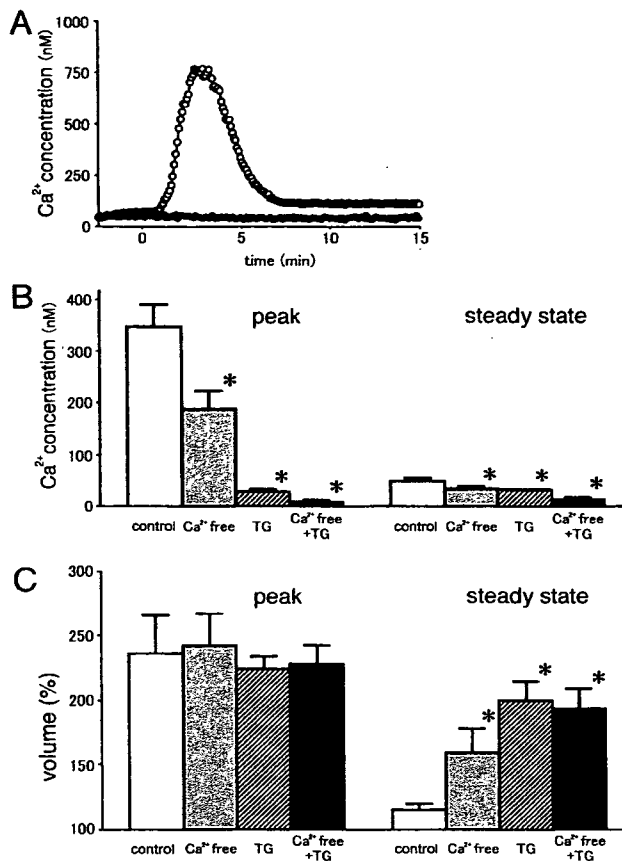 A
Ca²⁺ concentration (nM)
1000
750
500
250
0
0
5
10
15
time (min)
B
Ca²⁺ concentration (nM)
400
300
200
100
0
peak
steady state
*
*
*
*
*
*
control
Ca²⁺ free
TG
Ca²⁺ free
+TG
control
Ca²⁺ free
TG
Ca²⁺ free
+TG
C
volume (%)
300
250
200
150
100
peak
steady state
*
*
*
control
Ca²⁺ free
TG
Ca²⁺ free
+TG
control
Ca²⁺ free
TG
Ca²⁺ free
+TG